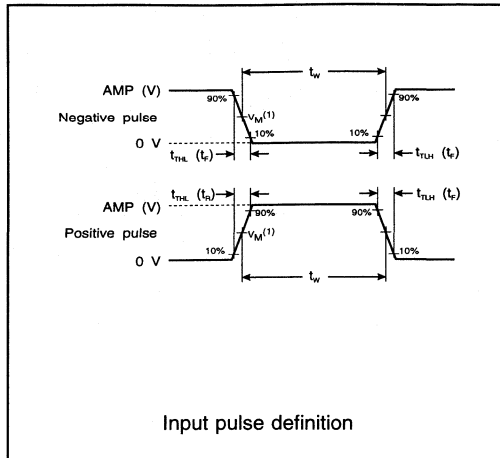 t_W
AMP (V)
90%
90%
Negative pulse
v_M(1)
10%
10%
0 V
t_THL (t_F)
t_TLH (t_F)
t_THL (t_R)
t_TLH (t_F)
AMP (V)
90%
90%
Positive pulse
v_M(1)
10%
10%
0 V
t_W
Input pulse definition